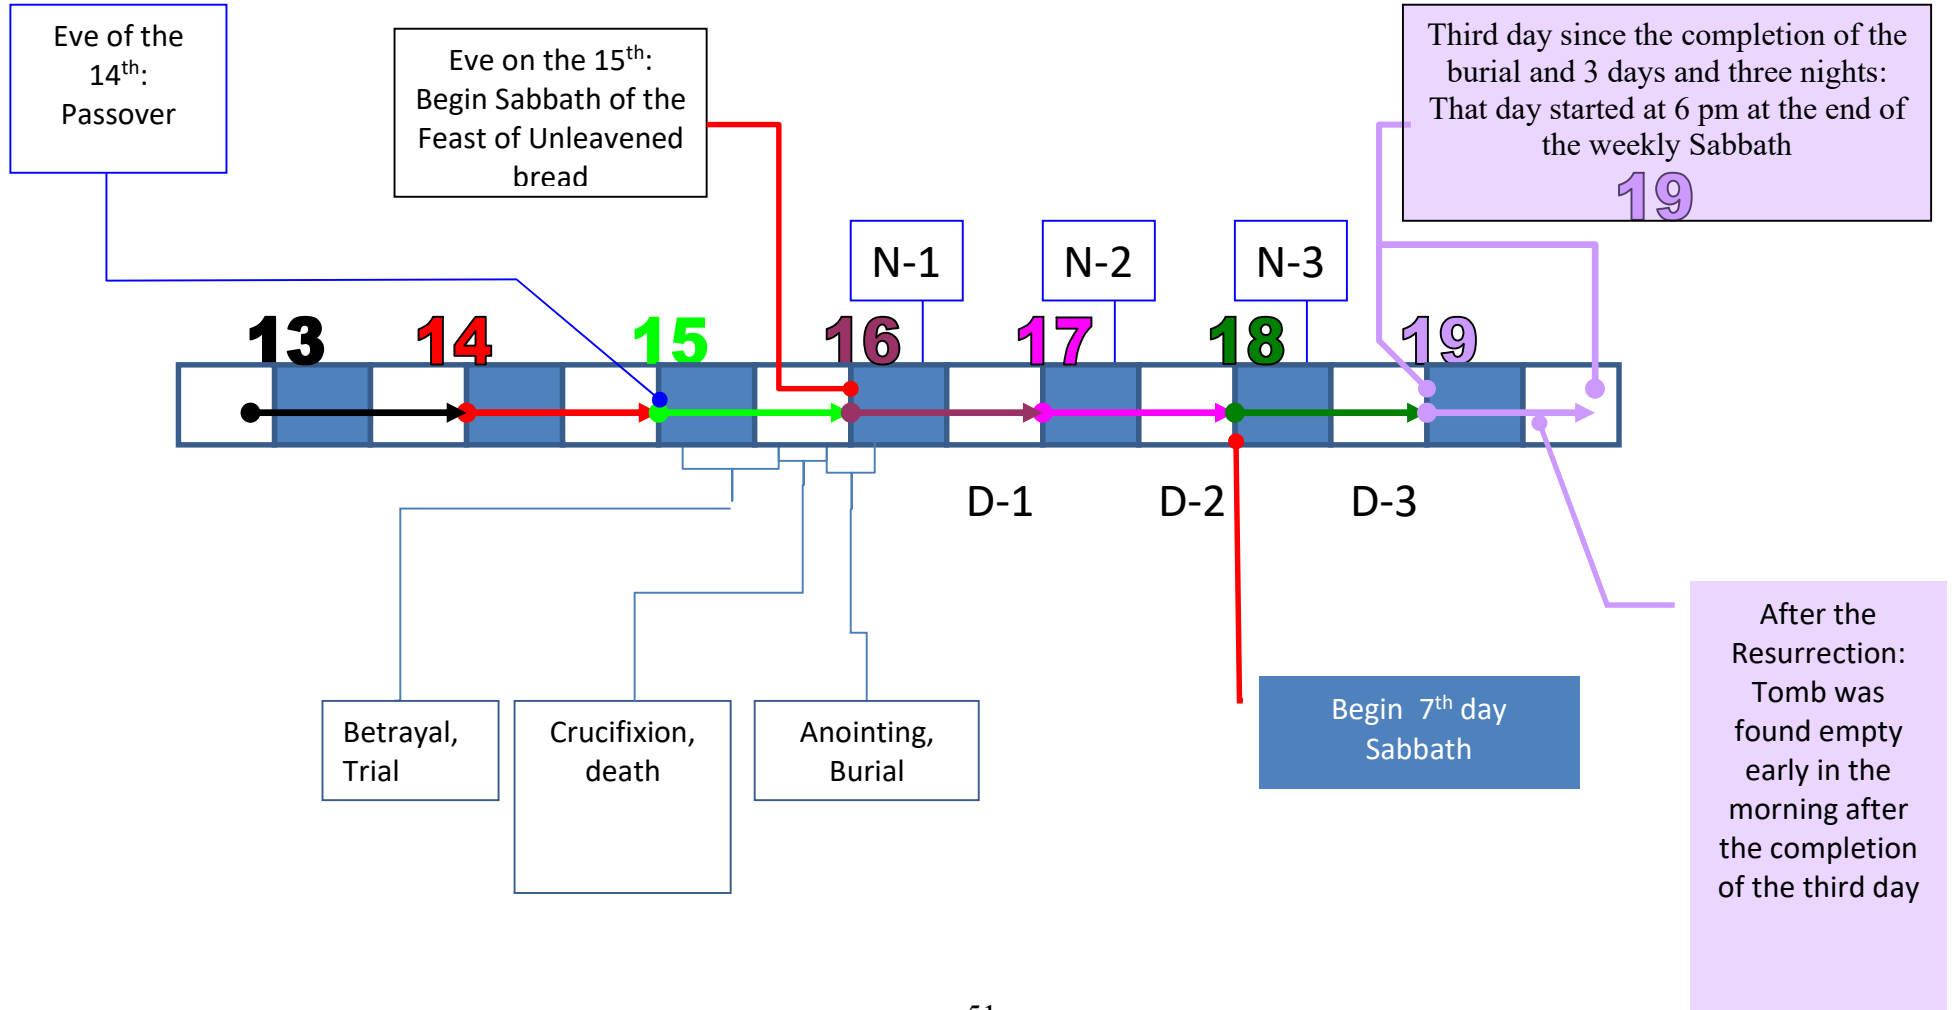 Eve of the
14th:
Passover
Eve on the 15th:
Begin Sabbath of the
Feast of Unleavened
bread
Third day since the completion of the
burial and 3 days and three nights:
That day started at 6 pm at the end of
the weekly Sabbath
19
N-1
N-2
N-3
13
14
15
16
17
18
19
D-1
D-2
D-3
Betrayal,
Trial
Crucifixion,
death
Anointing,
Burial
Begin 7th day
Sabbath
After the
Resurrection:
Tomb was
found empty
early in the
morning after
the completion
of the third day
51